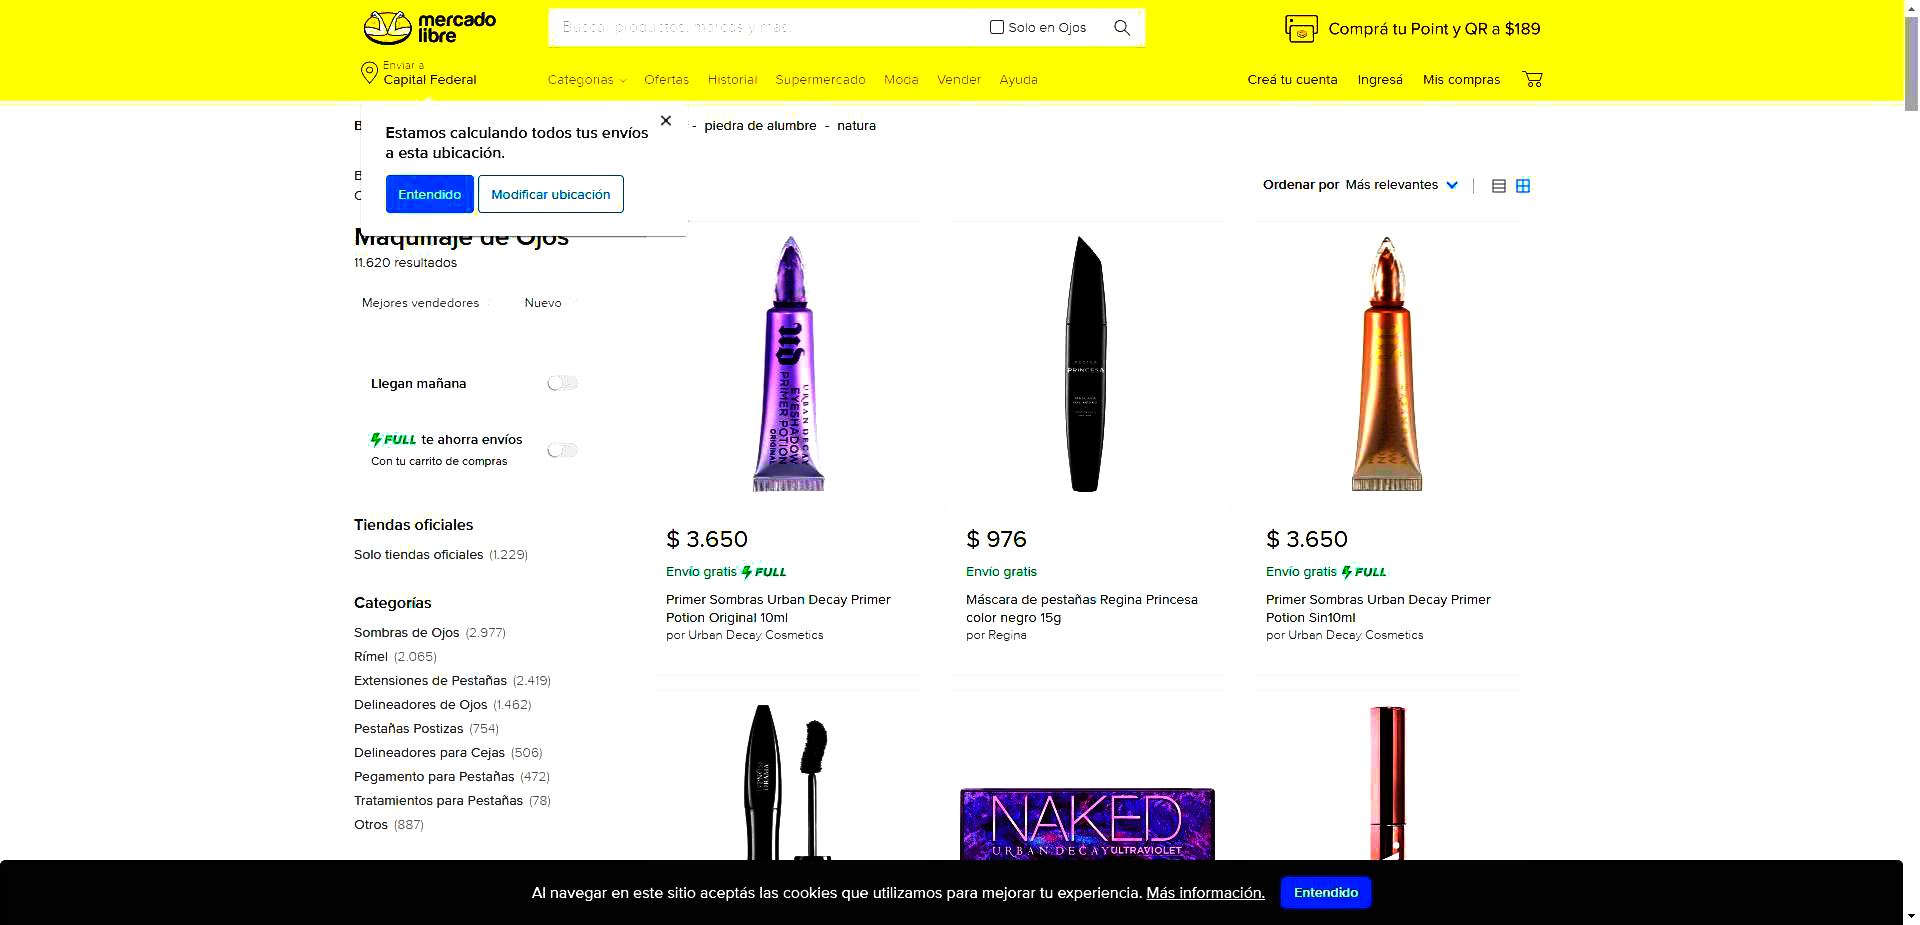 mercado
libre
Buscar productos, marcas y más...
Solo en Ojos
Comprá tu Point y QR a $189
Enviar a
Capital Federal
Categorías
Ofertas
Historial
Supermercado
Moda
Vender
Ayuda
Creá tu cuenta
Ingresá
Mis compras
- piedra de alumbre - natura
Estamos calculando todos tus envíos
a esta ubicación.
Entendido
Modificar ubicación
Ordenar por Más relevantes
Maquillaje de Ojos
11.620 resultados
Mejores vendedores
Nuevo
Llegan mañana
FULL te ahorra envíos
Con tu carrito de compras
Tiendas oficiales
Solo tiendas oficiales (1.229)
Categorías
Sombras de Ojos (2.977)
Rímel (2.065)
Extensiones de Pestañas (2.419)
Delineadores de Ojos (1.462)
Pestañas Postizas (754)
Delineadores para Cejas (506)
Pegamento para Pestañas (472)
Tratamientos para Pestañas (78)
Otros (887)
URBAN DECAY
EYESHADOW
PRIMER POTION
ORIGINAL
$ 3.650
Envío gratis FULL
Primer Sombras Urban Decay Primer
Potion Original 10ml
por Urban Decay Cosmetics
REGINA
PRINCESA
$ 976
Envío gratis
Máscara de pestañas Regina Princesa
color negro 15g
por Regina
$ 3.650
Envío gratis FULL
Primer Sombras Urban Decay Primer
Potion Sin10ml
por Urban Decay Cosmetics
DRAMA
NAKED
URBAN DECAY ULTRAVIOLET
Al navegar en este sitio aceptás las cookies que utilizamos para mejorar tu experiencia. Más información.
Entendido